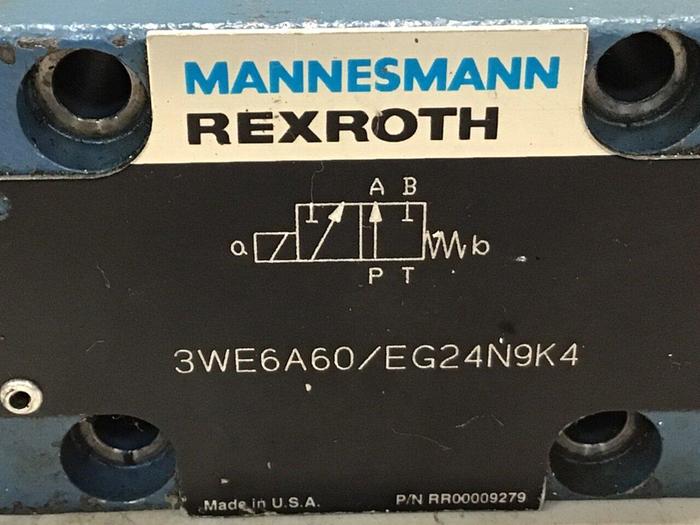 MANNESMANN
REXROTH
A B
a b
P T
3WE6A60/EG24N9K4
Made in U.S.A. P/N RR00009279